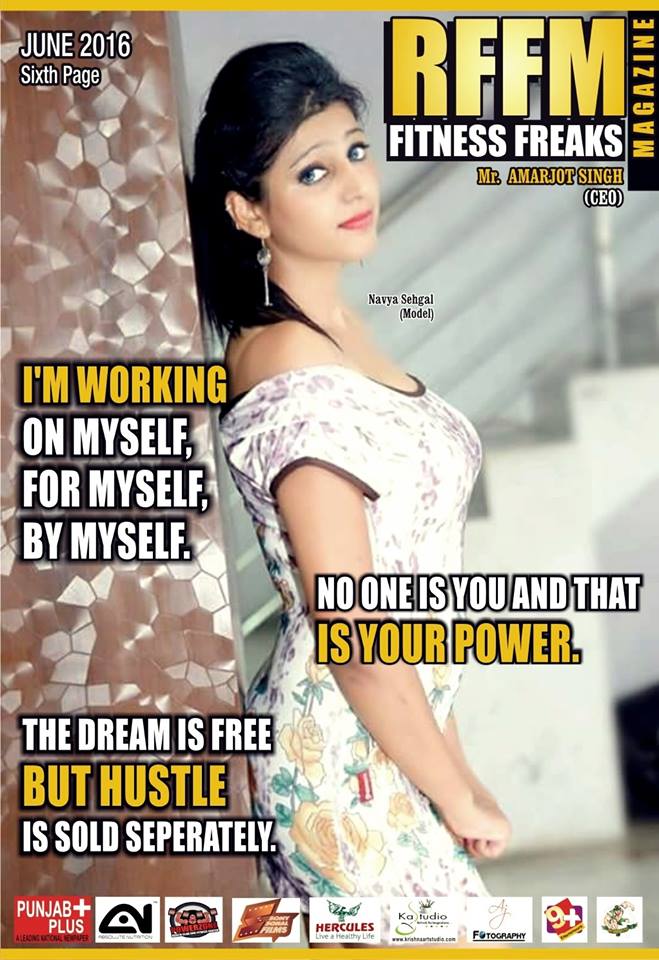 JUNE 2016
Sixth Page
RFFM
MAGAZINE
FITNESS FREAKS
Mr. AMARJOT SINGH
(CEO)
Navya Sehgal
(Model)
I'M WORKING
ON MYSELF,
FOR MYSELF,
BY MYSELF.
NO ONE IS YOU AND THAT
IS YOUR POWER.
THE DREAM IS FREE
BUT HUSTLE
IS SOLD SEPERATELY.
PUNJAB+
PLUS
A LEADING NATIONAL NEWSPAPER
ABSOLUTE NUTRITION
POWERZONE
FILMS
HERCULES
Live a Healthy Life
Ka Studio
www.krishnaartstudio.com
Aj
FOTOGRAPHY
9+